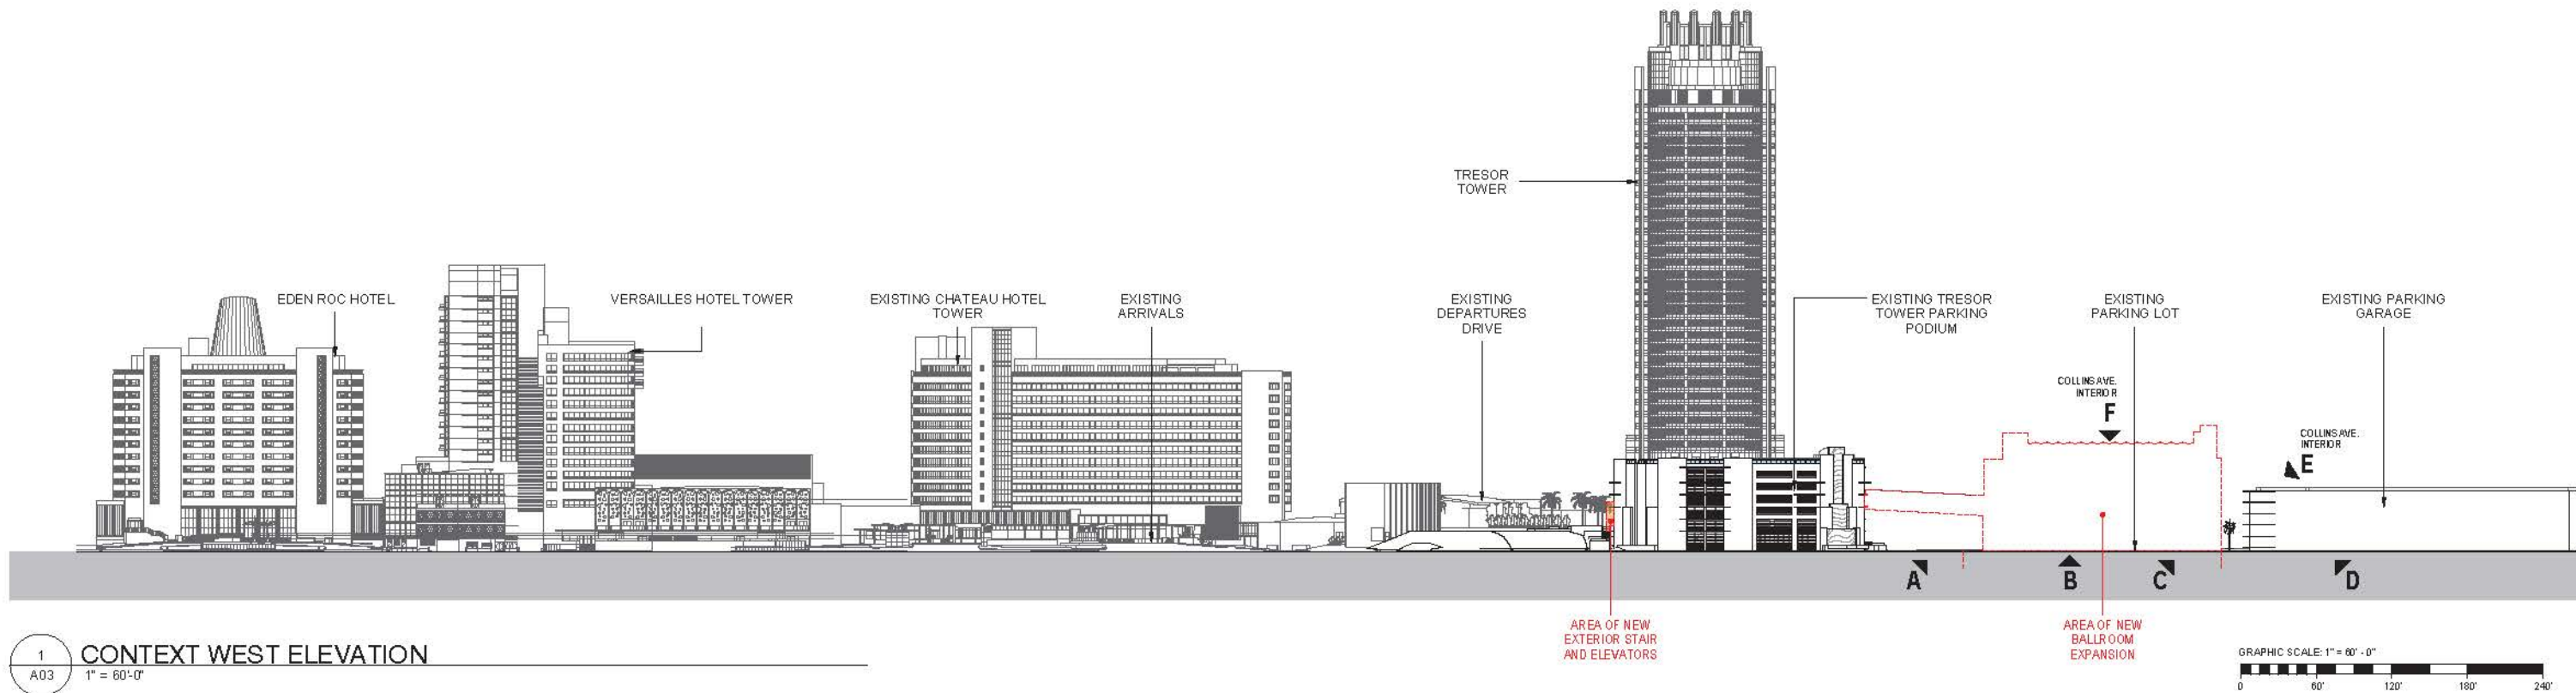 TRESOR
TOWER
EDEN ROC HOTEL
VERSAILLES HOTEL TOWER
EXISTING CHATEAU HOTEL
TOWER
EXISTING
ARRIVALS
EXISTING
DEPARTURES
DRIVE
EXISTING TRESOR
TOWER PARKING
PODIUM
EXISTING
PARKING LOT
EXISTING PARKING
GARAGE
COLLINS AVE.
INTERIOR
F
COLLINS AVE.
INTERIOR
E
A
B
C
D
AREA OF NEW
EXTERIOR STAIR
AND ELEVATORS
AREA OF NEW
BALLROOM
EXPANSION
1
A03
CONTEXT WEST ELEVATION
1" = 60'-0"
GRAPHIC SCALE: 1" = 60' - 0"
0 60' 120' 180' 240'